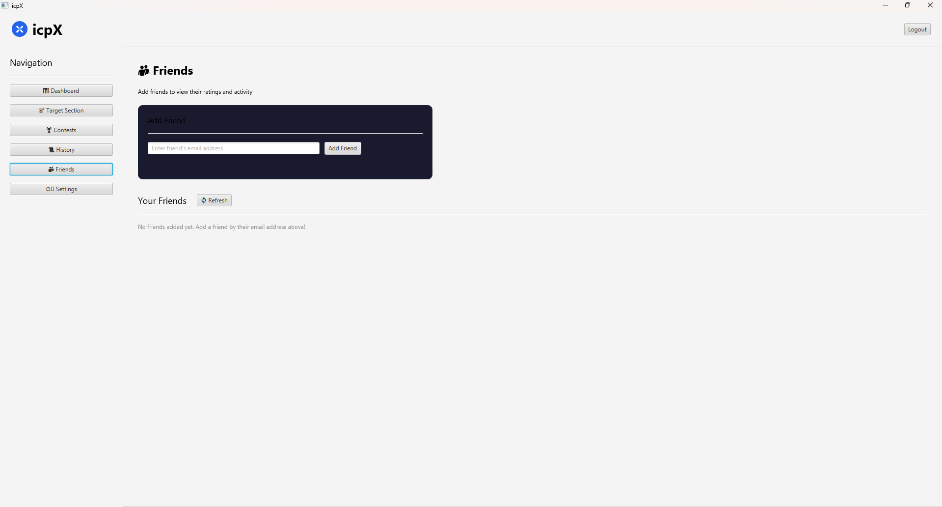 icpX
icpX
Logout
Navigation
Dashboard
Target Section
Contests
History
Friends
Settings
Friends
Add friends to view their ratings and activity
Add Friend
Enter friend's email address
Add Friend
Your Friends
Refresh
No friends added yet. Add a friend by their email address above!